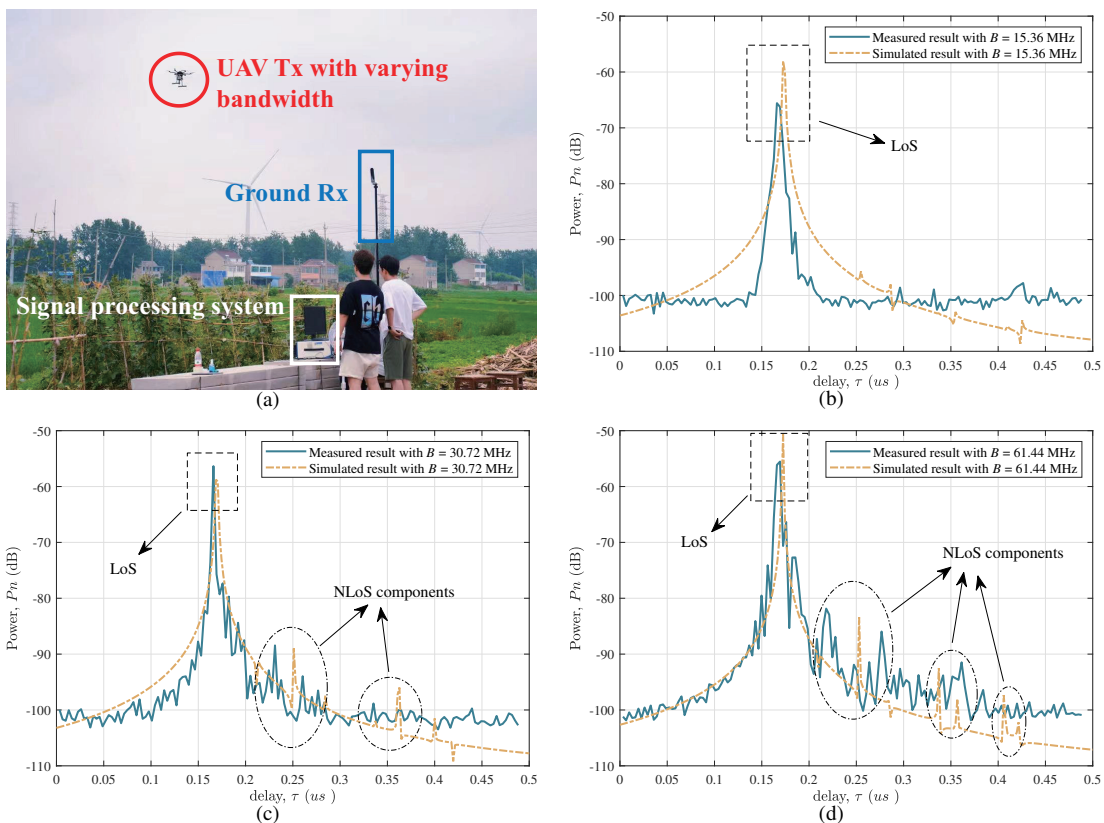 UAV Tx with varying
bandwidth
Ground Rx
Signal processing system
(a)
-50
-60
-70
-80
-90
-100
-110
Power, Pn (dB)
Measured result with B = 15.36 MHz
Simulated result with B = 15.36 MHz
LoS
0
0.05
0.1
0.15
0.2
0.25
0.3
0.35
0.4
0.45
0.5
delay, τ (us )
(b)
-50
-60
-70
-80
-90
-100
-110
Power, Pn (dB)
Measured result with B = 30.72 MHz
Simulated result with B = 30.72 MHz
LoS
NLoS components
0
0.05
0.1
0.15
0.2
0.25
0.3
0.35
0.4
0.45
0.5
delay, τ (us )
(c)
-50
-60
-70
-80
-90
-100
-110
Power, Pn (dB)
Measured result with B = 61.44 MHz
Simulated result with B = 61.44 MHz
LoS
NLoS components
0
0.05
0.1
0.15
0.2
0.25
0.3
0.35
0.4
0.45
0.5
delay, τ (us )
(d)